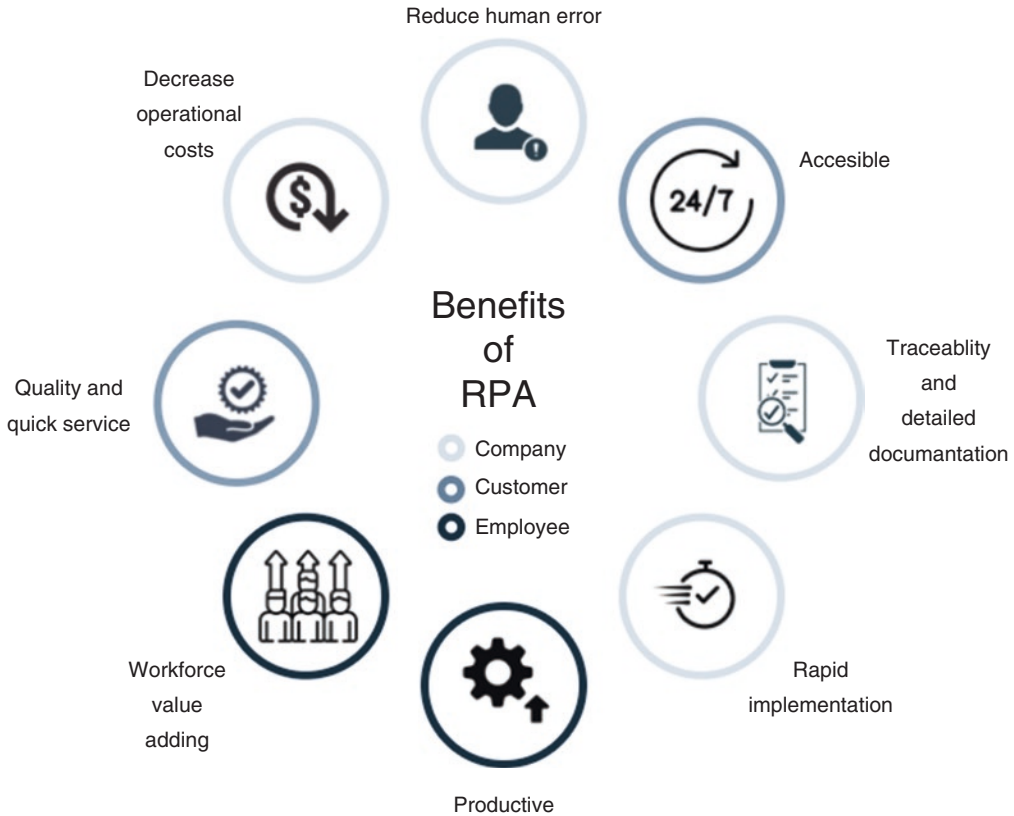 Reduce human error
Decrease
operational
costs
$
24/7
Accesible
Benefits
of
RPA
Company
Customer
Employee
Traceablity
and
detailed
documantation
Quality and
quick service
Workforce
value
adding
Rapid
implementation
Productive